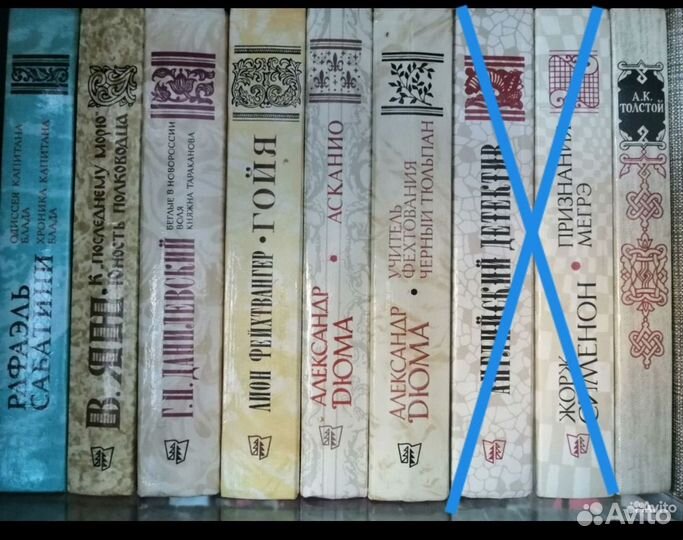 РАФАЭЛЬ
САБАТИНИ
ОДИССЕЯ КАПИТАНА
БЛАДА
ХРОНИКА КАПИТАНА
БЛАДА
В. ЯН
К ПОСЛЕДНЕМУ МОРЮ
ЮНОСТЬ ПОЛКОВОДЦА
Г.П. ДАНИЛЕВСКИЙ
БЕГЛЫЕ В НОВОРОССИИ
ВОЛЯ
КНЯЖНА ТАРАКАНОВА
ЛИОН ФЕЙХТВАНГЕР • ГОЙЯ
АЛЕКСАНДР
ДЮМА • АСКАНИО
АЛЕКСАНДР
ДЮМА •
УЧИТЕЛЬ
ФЕХТОВАНИЯ
ЧЕРНЫЙ ТЮЛЬПАН
АНГЛИЙСКИЙ ДЕТЕКТИВ
ЖОРЖ
СИМЕНОН •
ПРИЗНАНИЯ
МЕГРЭ
А.К.
ТОЛСТОЙ
Avito
Avito